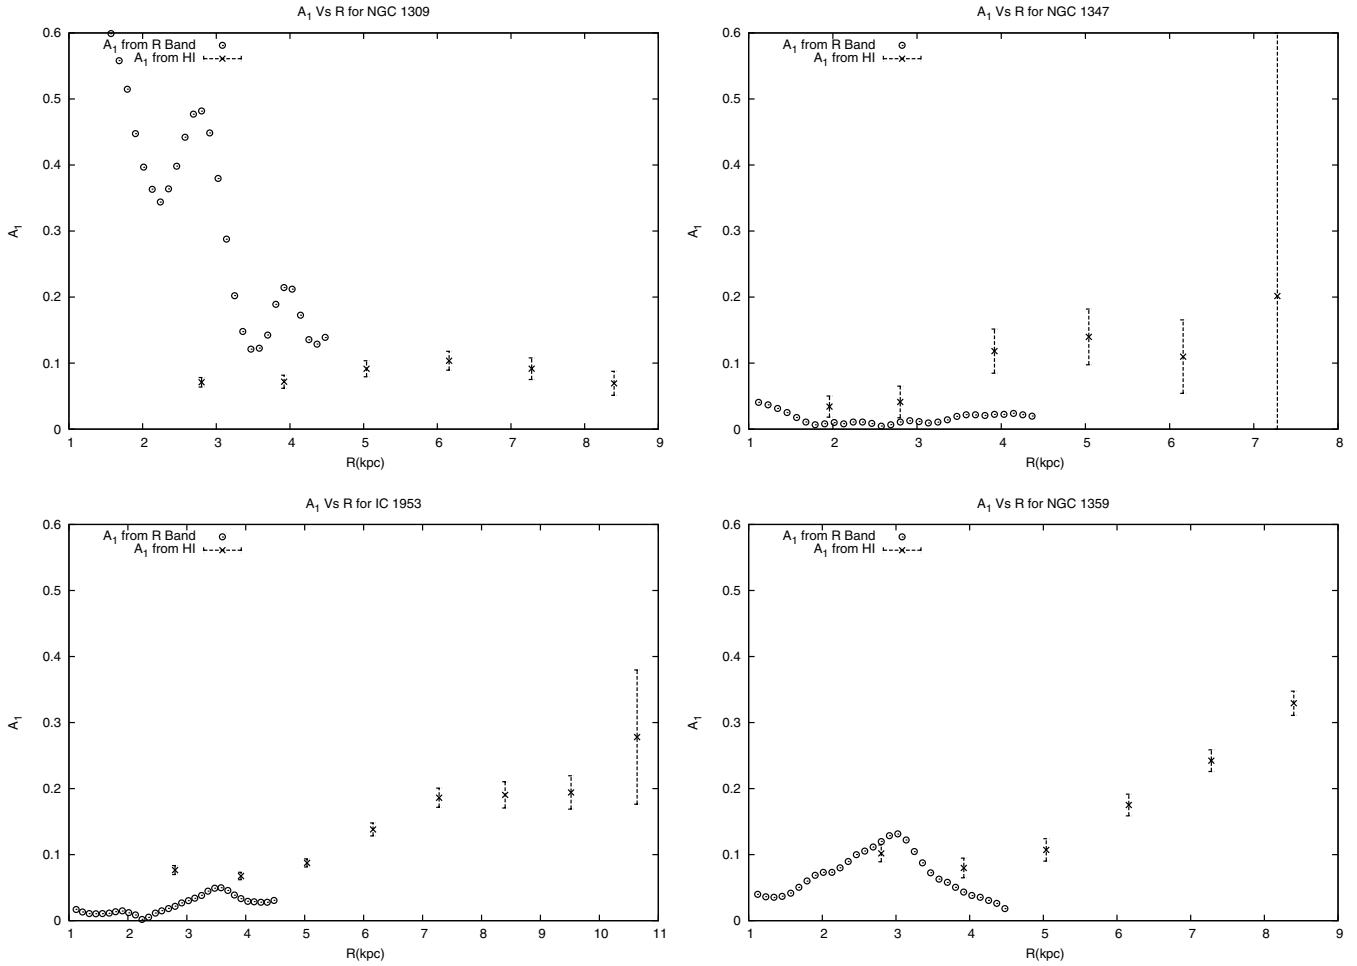 A1 Vs R for NGC 1309
A1 from R Band
A1 from HI
0.6
0.5
0.4
0.3
0.2
0.1
0
A1
1 2 3 4 5 6 7 8 9
R(kpc)
A1 Vs R for NGC 1347
A1 from R Band
A1 from HI
0.6
0.5
0.4
0.3
0.2
0.1
0
A1
1 2 3 4 5 6 7 8
R(kpc)
A1 Vs R for IC 1953
A1 from R Band
A1 from HI
0.6
0.5
0.4
0.3
0.2
0.1
0
A1
1 2 3 4 5 6 7 8 9 10 11
R(kpc)
A1 Vs R for NGC 1359
A1 from R Band
A1 from HI
0.6
0.5
0.4
0.3
0.2
0.1
0
A1
1 2 3 4 5 6 7 8 9
R(kpc)